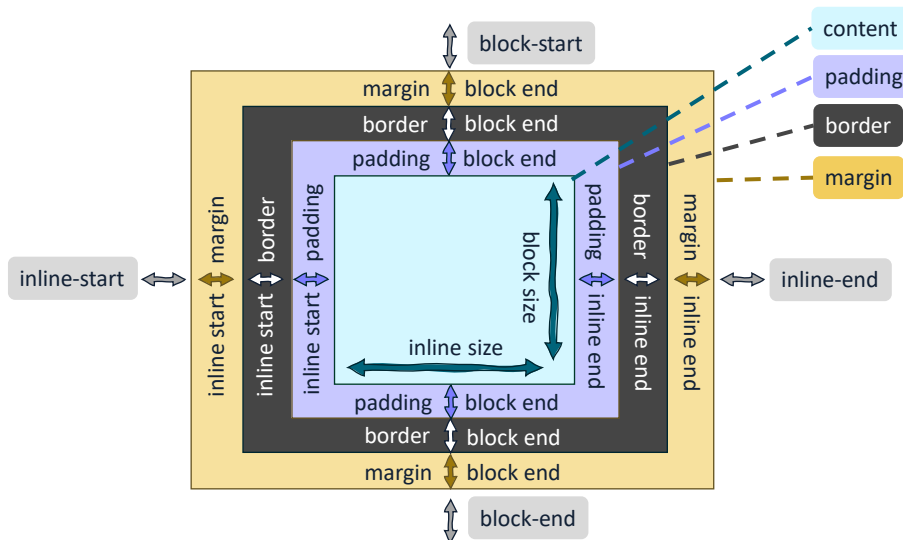 content
block-start
padding
margin block end
border block end
border
padding block end
margin
inline start margin
inline start border
inline start padding
block size
padding inline end
border inline end
margin inline end
inline-start
inline-end
inline size
padding block end
border block end
margin block end
block-end